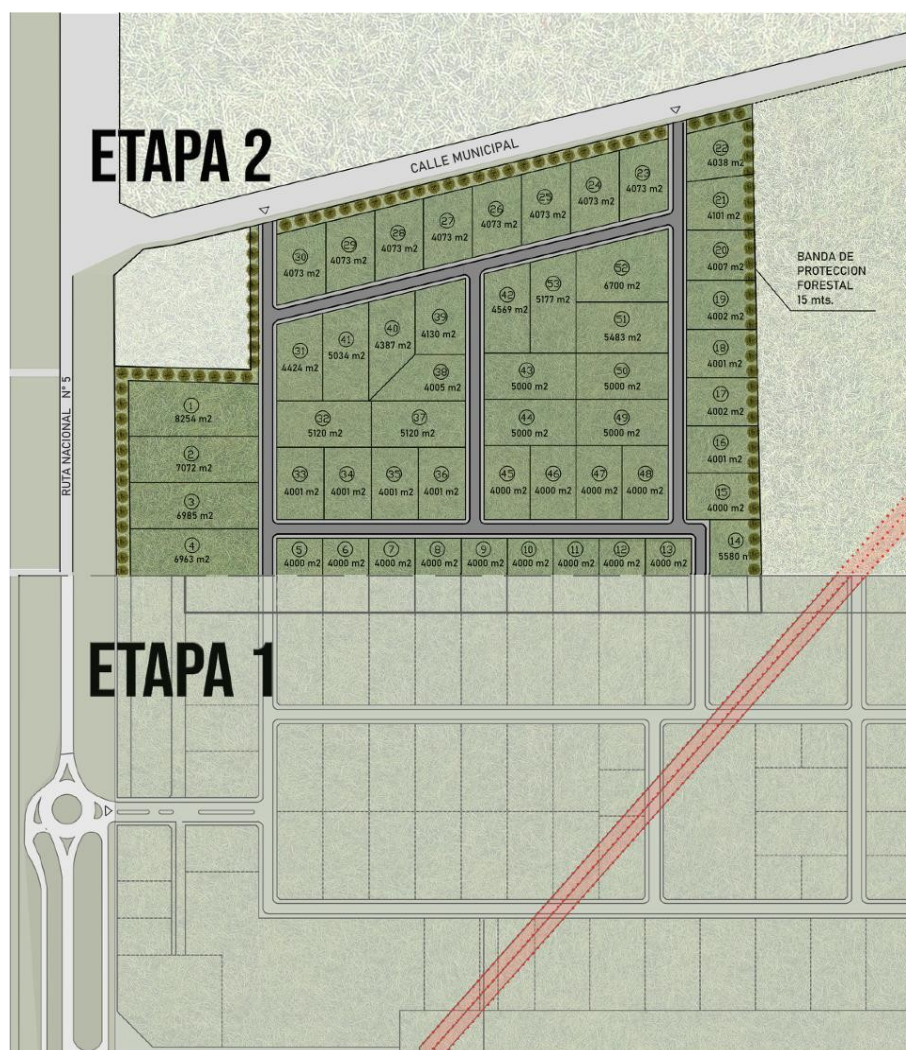 ETAPA 2
CALLE MUNICIPAL
22
4038 m2
21
4101 m2
20
4007 m2
19
4002 m2
18
4001 m2
17
4002 m2
16
4001 m2
15
4000 m2
14
5580 m
BANDA DE
PROTECCION
FORESTAL
15 mts.
23
4073 m2
24
4073 m2
25
4073 m2
26
4073 m2
27
4073 m2
28
4073 m2
29
4073 m2
30
4073 m2
31
4424 m2
41
5034 m2
40
4387 m2
39
4130 m2
38
4005 m2
42
4569 m2
53
5177 m2
52
6700 m2
51
5483 m2
43
5000 m2
50
5000 m2
32
5120 m2
37
5120 m2
44
5000 m2
49
5000 m2
33
4001 m2
34
4001 m2
35
4001 m2
36
4001 m2
45
4000 m2
46
4000 m2
47
4000 m2
48
4000 m2
1
8254 m2
2
7072 m2
3
6985 m2
4
6963 m2
5
4000 m2
6
4000 m2
7
4000 m2
8
4000 m2
9
4000 m2
10
4000 m2
11
4000 m2
12
4000 m2
13
4000 m2
RUTA NACIONAL N° 5
ETAPA 1